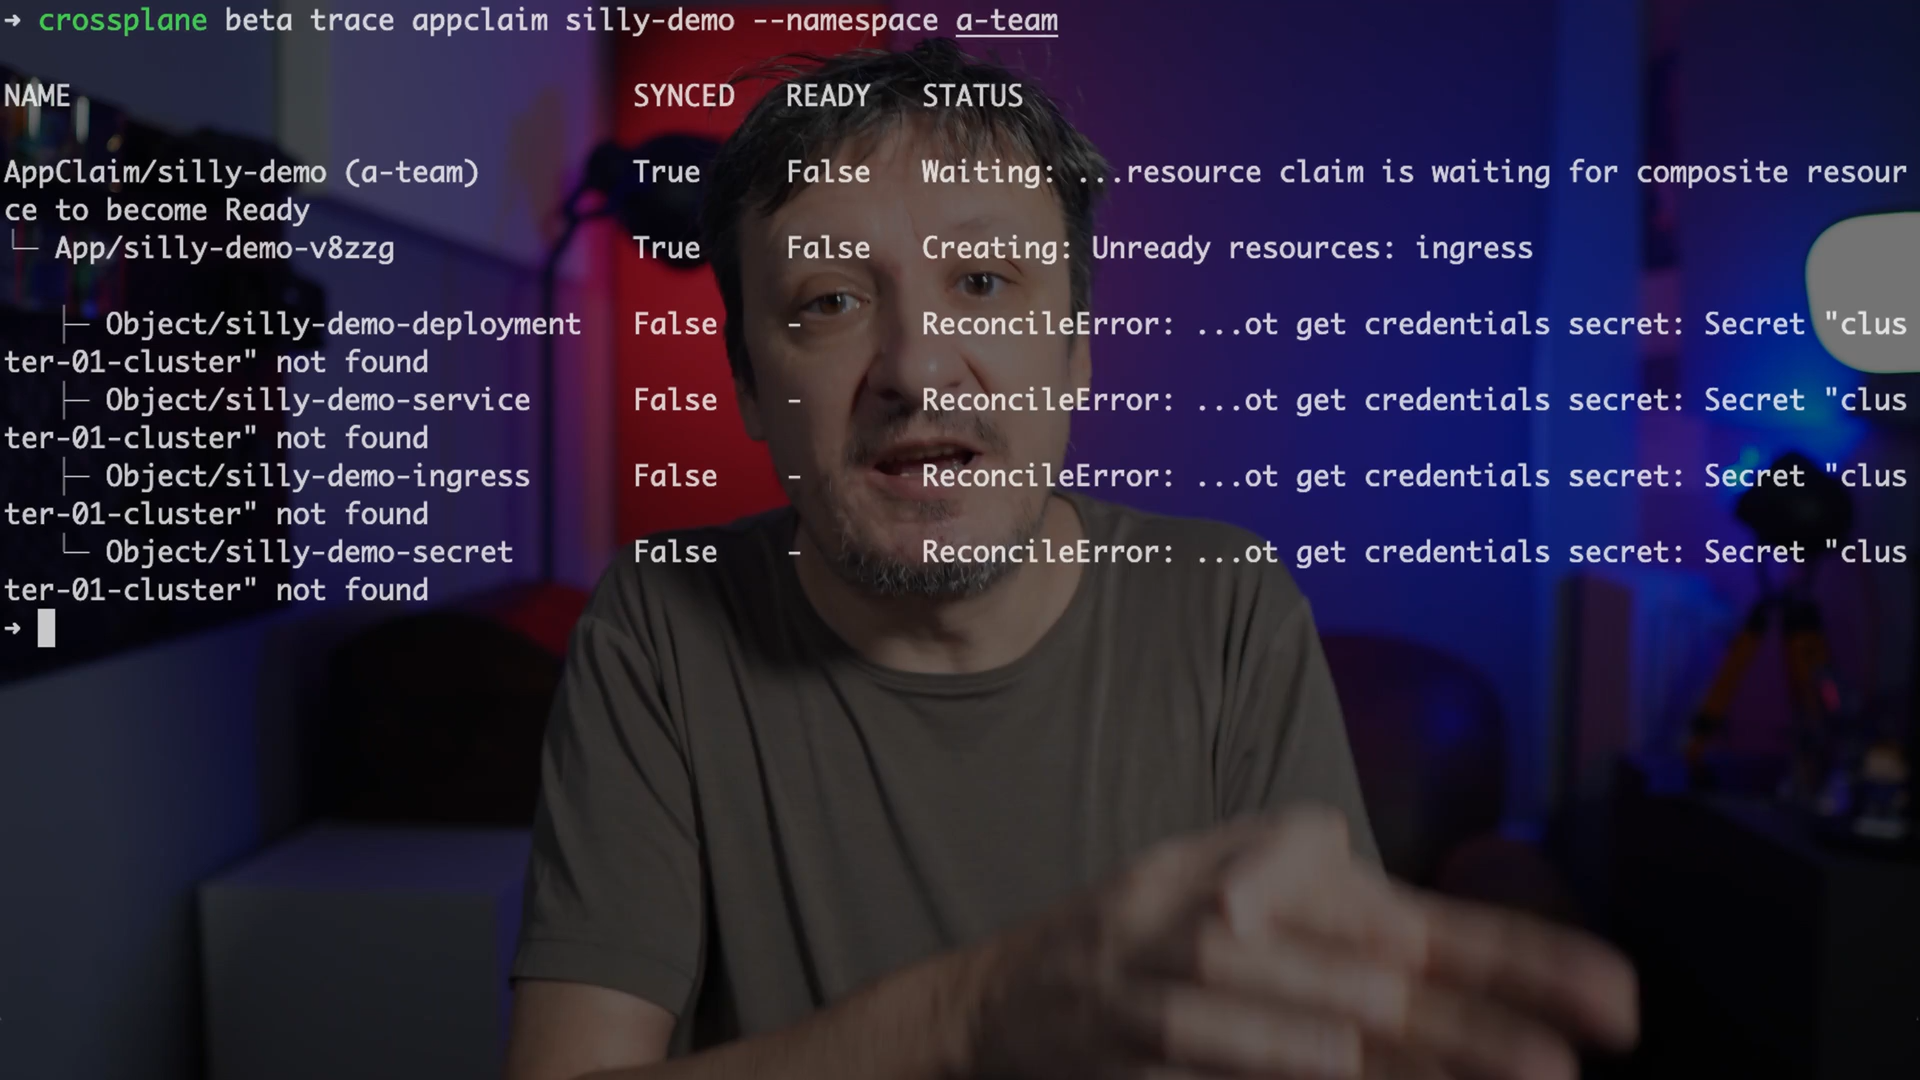 ➜ crossplane beta trace appclaim silly-demo --namespace a-team
NAME SYNCED READY STATUS
AppClaim/silly-demo (a-team) True False Waiting: ...resource claim is waiting for composite resour
ce to become Ready
└─ App/silly-demo-v8zzg True False Creating: Unready resources: ingress
├─ Object/silly-demo-deployment False - ReconcileError: ...ot get credentials secret: Secret "clus
ter-01-cluster" not found
├─ Object/silly-demo-service False - ReconcileError: ...ot get credentials secret: Secret "clus
ter-01-cluster" not found
├─ Object/silly-demo-ingress False - ReconcileError: ...ot get credentials secret: Secret "clus
ter-01-cluster" not found
└─ Object/silly-demo-secret False - ReconcileError: ...ot get credentials secret: Secret "clus
ter-01-cluster" not found
➜